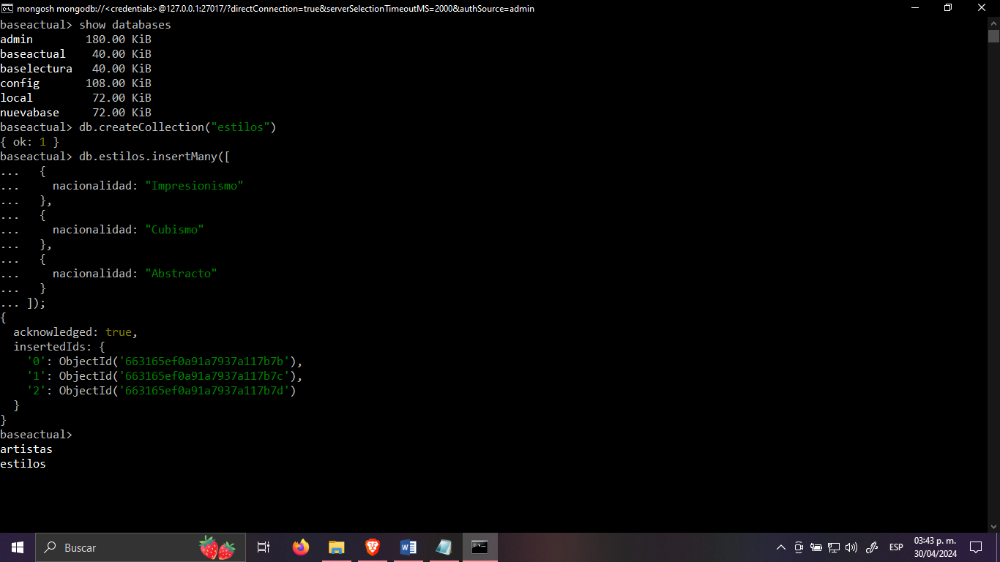 mongosh mongodb://<credentials>@127.0.0.1:27017/?directConnection=true&serverSelectionTimeoutMS=2000&authSource=admin
baseactual> show databases
admin        180.00 KiB
baseactual    40.00 KiB
baselectura   40.00 KiB
config       108.00 KiB
local         72.00 KiB
nuevabase     72.00 KiB
baseactual> db.createCollection("estilos")
{ ok: 1 }
baseactual> db.estilos.insertMany([
...   {
...     nacionalidad: "Impresionismo"
...   },
...   {
...     nacionalidad: "Cubismo"
...   },
...   {
...     nacionalidad: "Abstracto"
...   }
... ]);
{
  acknowledged: true,
  insertedIds: {
    '0': ObjectId('663165ef0a91a7937a117b7b'),
    '1': ObjectId('663165ef0a91a7937a117b7c'),
    '2': ObjectId('663165ef0a91a7937a117b7d')
  }
}
baseactual>
artistas
estilos
Buscar
ESP
03:43 p. m.
30/04/2024